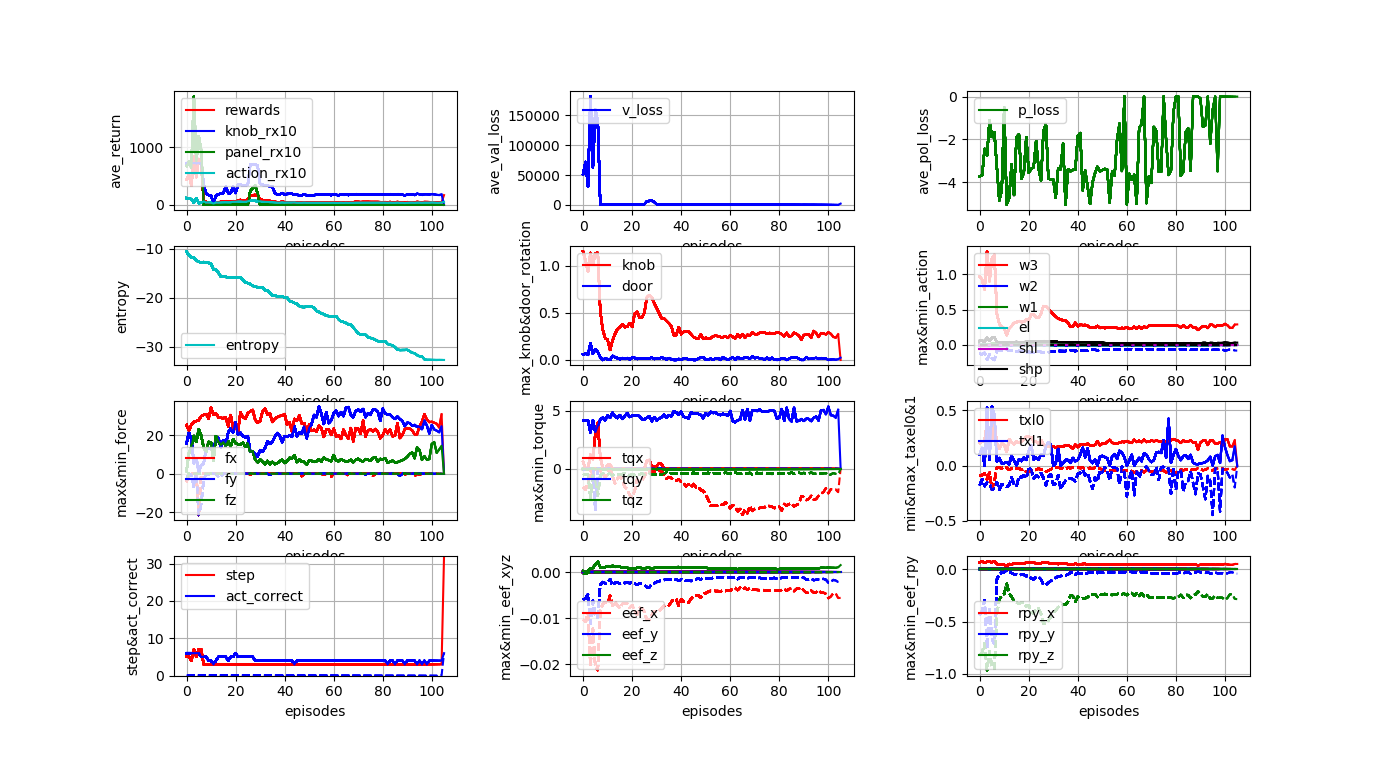 ave_return
1000
0
rewards
knob_rx10
panel_rx10
action_rx10
0 20 40 60 80 100
episodes
ave_val_loss
150000
100000
50000
0
v_loss
0 20 40 60 80 100
episodes
ave_pol_loss
0
−2
−4
p_loss
0 20 40 60 80 100
episodes
entropy
−10
−20
−30
entropy
0 20 40 60 80 100
episodes
max_knob&door_rotation
1.0
0.5
0.0
knob
door
0 20 40 60 80 100
episodes
max&min_action
1.0
0.5
0.0
w3
w2
w1
el
shl
shp
0 20 40 60 80 100
episodes
max&min_force
20
0
−20
fx
fy
fz
0 20 40 60 80 100
episodes
max&min_torque
5
0
tqx
tqy
tqz
0 20 40 60 80 100
episodes
min&max_taxel0&1
0.5
0.0
−0.5
txl0
txl1
0 20 40 60 80 100
episodes
step&act_correct
30
20
10
0
step
act_correct
0 20 40 60 80 100
episodes
max&min_eef_xyz
0.00
−0.01
−0.02
eef_x
eef_y
eef_z
0 20 40 60 80 100
episodes
max&min_eef_rpy
0.0
−0.5
−1.0
rpy_x
rpy_y
rpy_z
0 20 40 60 80 100
episodes